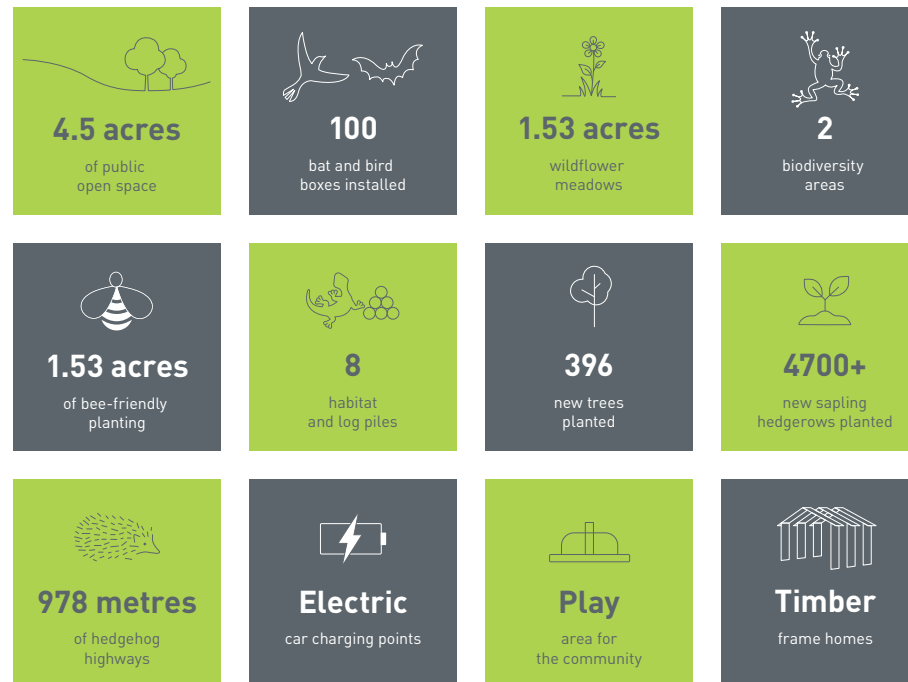 4.5 acres
of public
open space
100
bat and bird
boxes installed
1.53 acres
wildflower
meadows
2
biodiversity
areas
1.53 acres
of bee-friendly
planting
8
habitat
and log piles
396
new trees
planted
4700+
new sapling
hedgerows planted
978 metres
of hedgehog
highways
Electric
car charging points
Play
area for
the community
Timber
frame homes